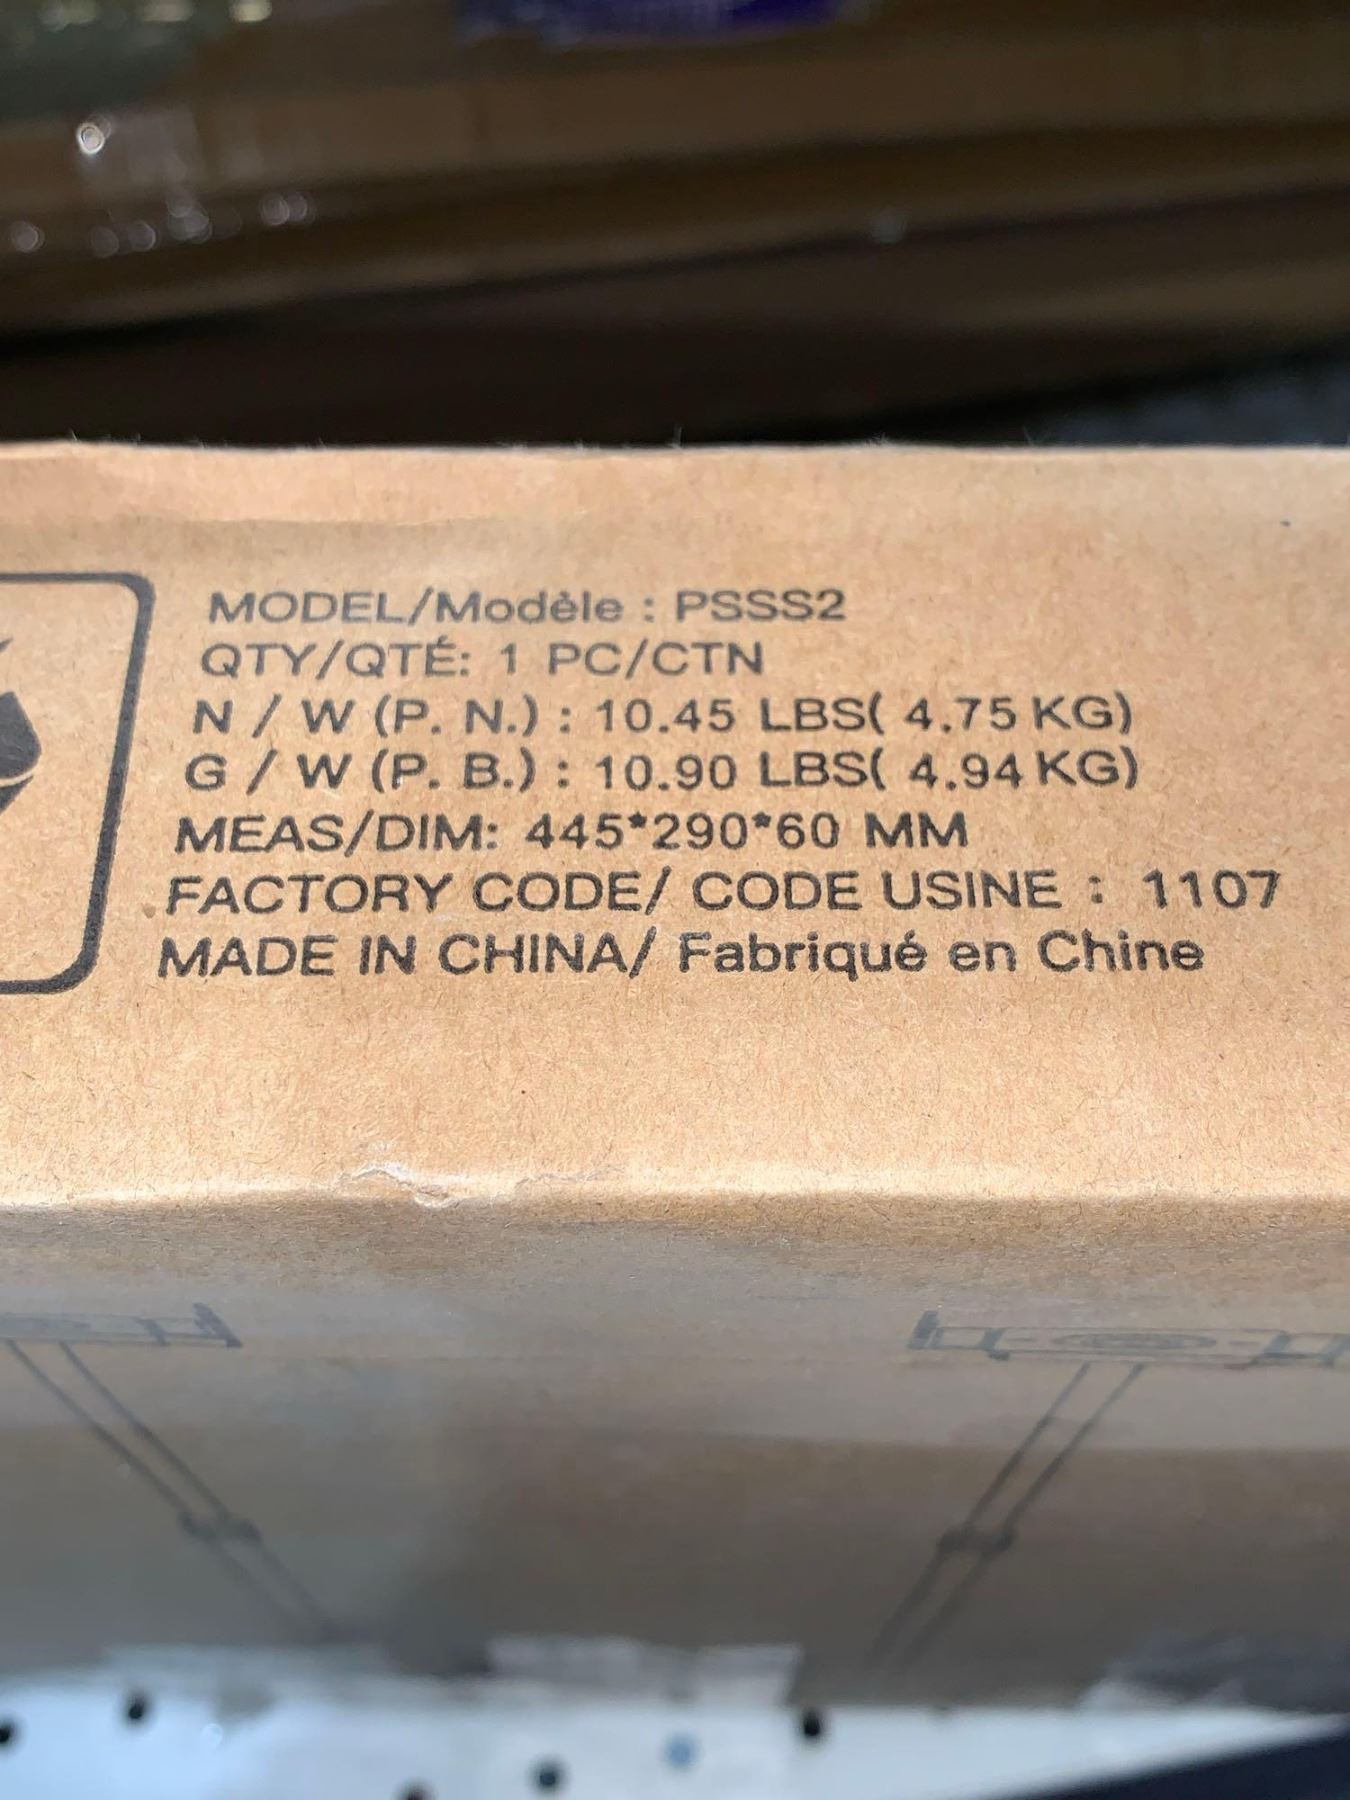 MODEL/Modèle : PSSS2
QTY/QTÉ: 1 PC/CTN
N / W (P. N.) : 10.45 LBS( 4.75 KG)
G / W (P. B.) : 10.90 LBS( 4.94 KG)
MEAS/DIM: 445*290*60 MM
FACTORY CODE/ CODE USINE : 1107
MADE IN CHINA/ Fabriqué en Chine